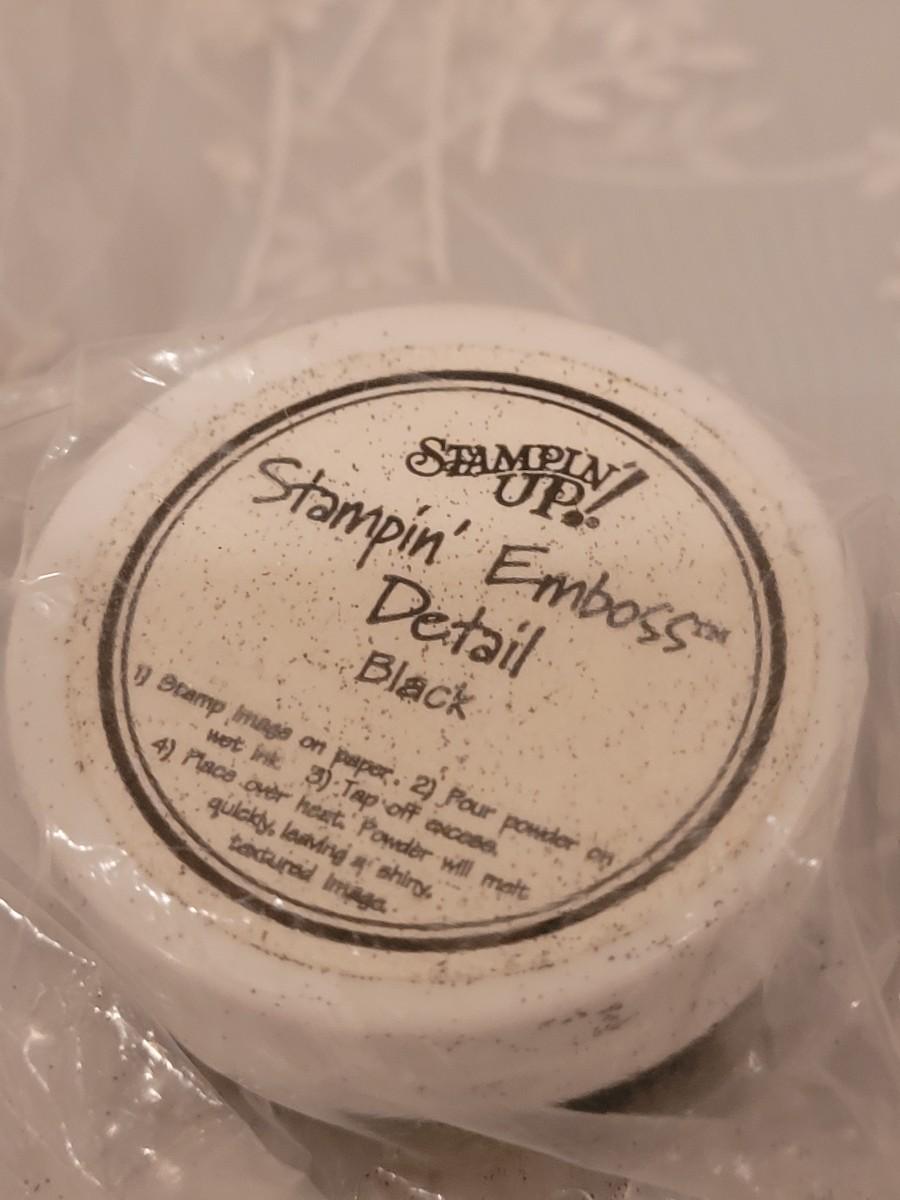 STAMPIN'
UP!
Stampin' Emboss™
Detail
Black
1) Stamp image on paper. 2) Pour powder on
wet ink. 3) Tap off excess.
4) Place over heat. Powder will melt
quickly, leaving a shiny,
textured image.